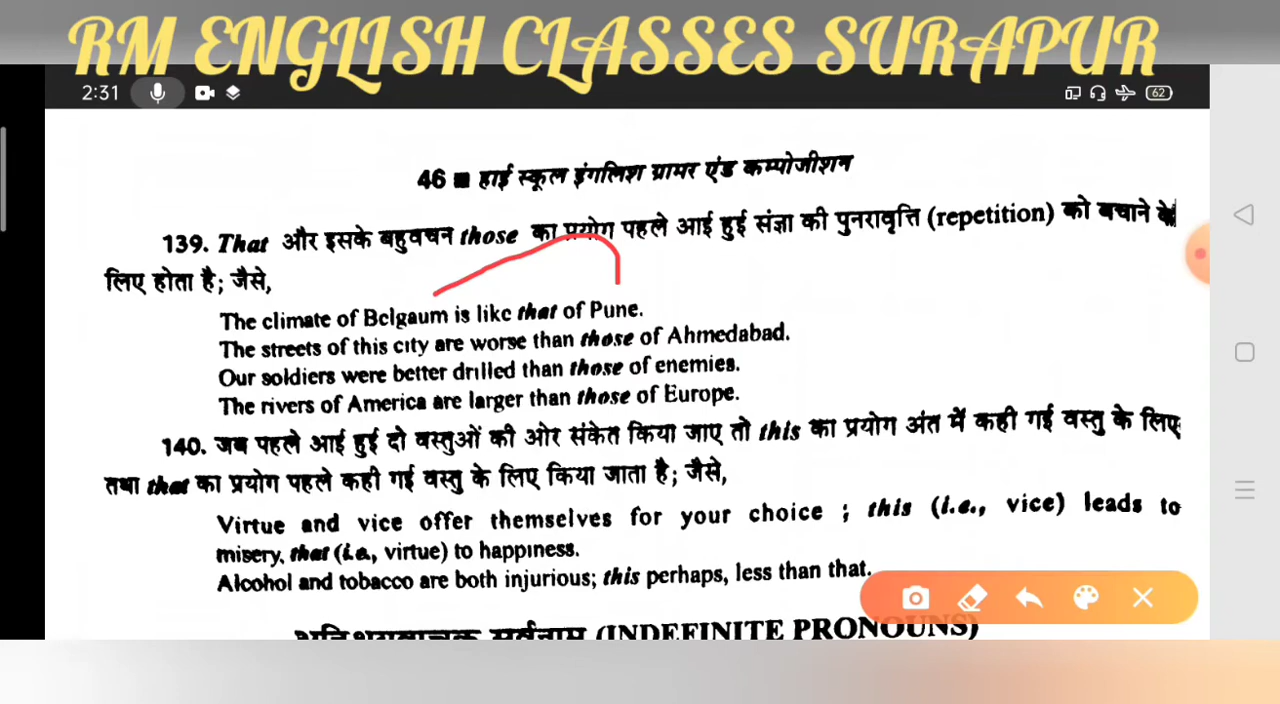 RM ENGLISH CLASSES SURAPUR
2:31
62
46 ■ हाई स्कूल इंगलिश ग्रामर एंड कम्पोजीशन
139. That और इसके बहुवचन those का प्रयोग पहले आई हुई संज्ञा की पुनरावृत्ति (repetition) को बचाने के
लिए होता है; जैसे,
The climate of Belgaum is like that of Pune.
The streets of this city are worse than those of Ahmedabad.
Our soldiers were better drilled than those of enemies.
The rivers of America are larger than those of Europe.
140. जब पहले आई हुई दो वस्तुओं की ओर संकेत किया जाए तो this का प्रयोग अंत में कही गई वस्तु के लिए
तथा that का प्रयोग पहले कही गई वस्तु के लिए किया जाता है; जैसे,
Virtue and vice offer themselves for your choice ; this (i.e., vice) leads to
misery, that (i.e., virtue) to happiness.
Alcohol and tobacco are both injurious; this perhaps, less than that.
(INDEFINITE PRONOUNS)